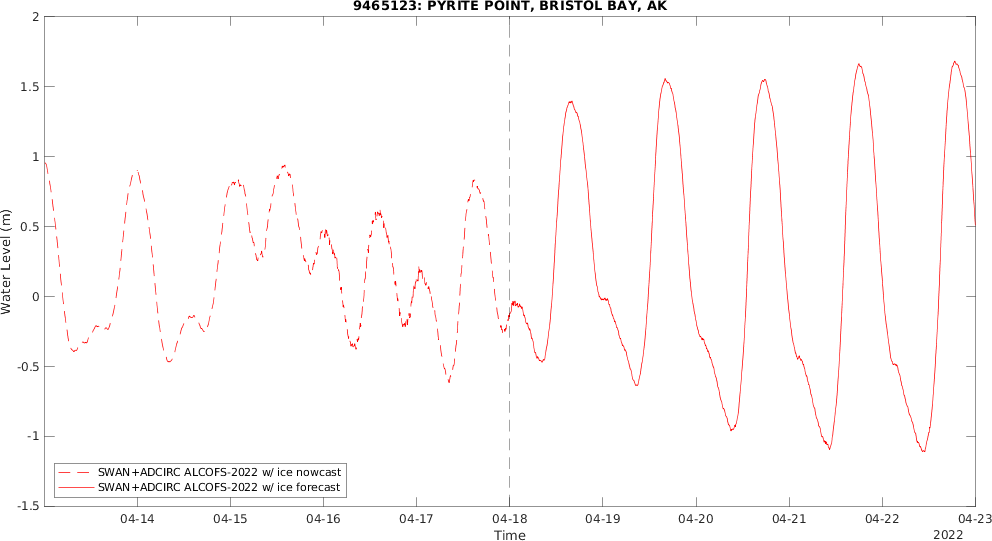 9465123: PYRITE POINT, BRISTOL BAY, AK
2
1.5
1
0.5
0
-0.5
-1
-1.5
Water Level (m)
SWAN+ADCIRC ALCOFS-2022 w/ ice nowcast
SWAN+ADCIRC ALCOFS-2022 w/ ice forecast
04-14 04-15 04-16 04-17 04-18 04-19 04-20 04-21 04-22 04-23
Time
2022